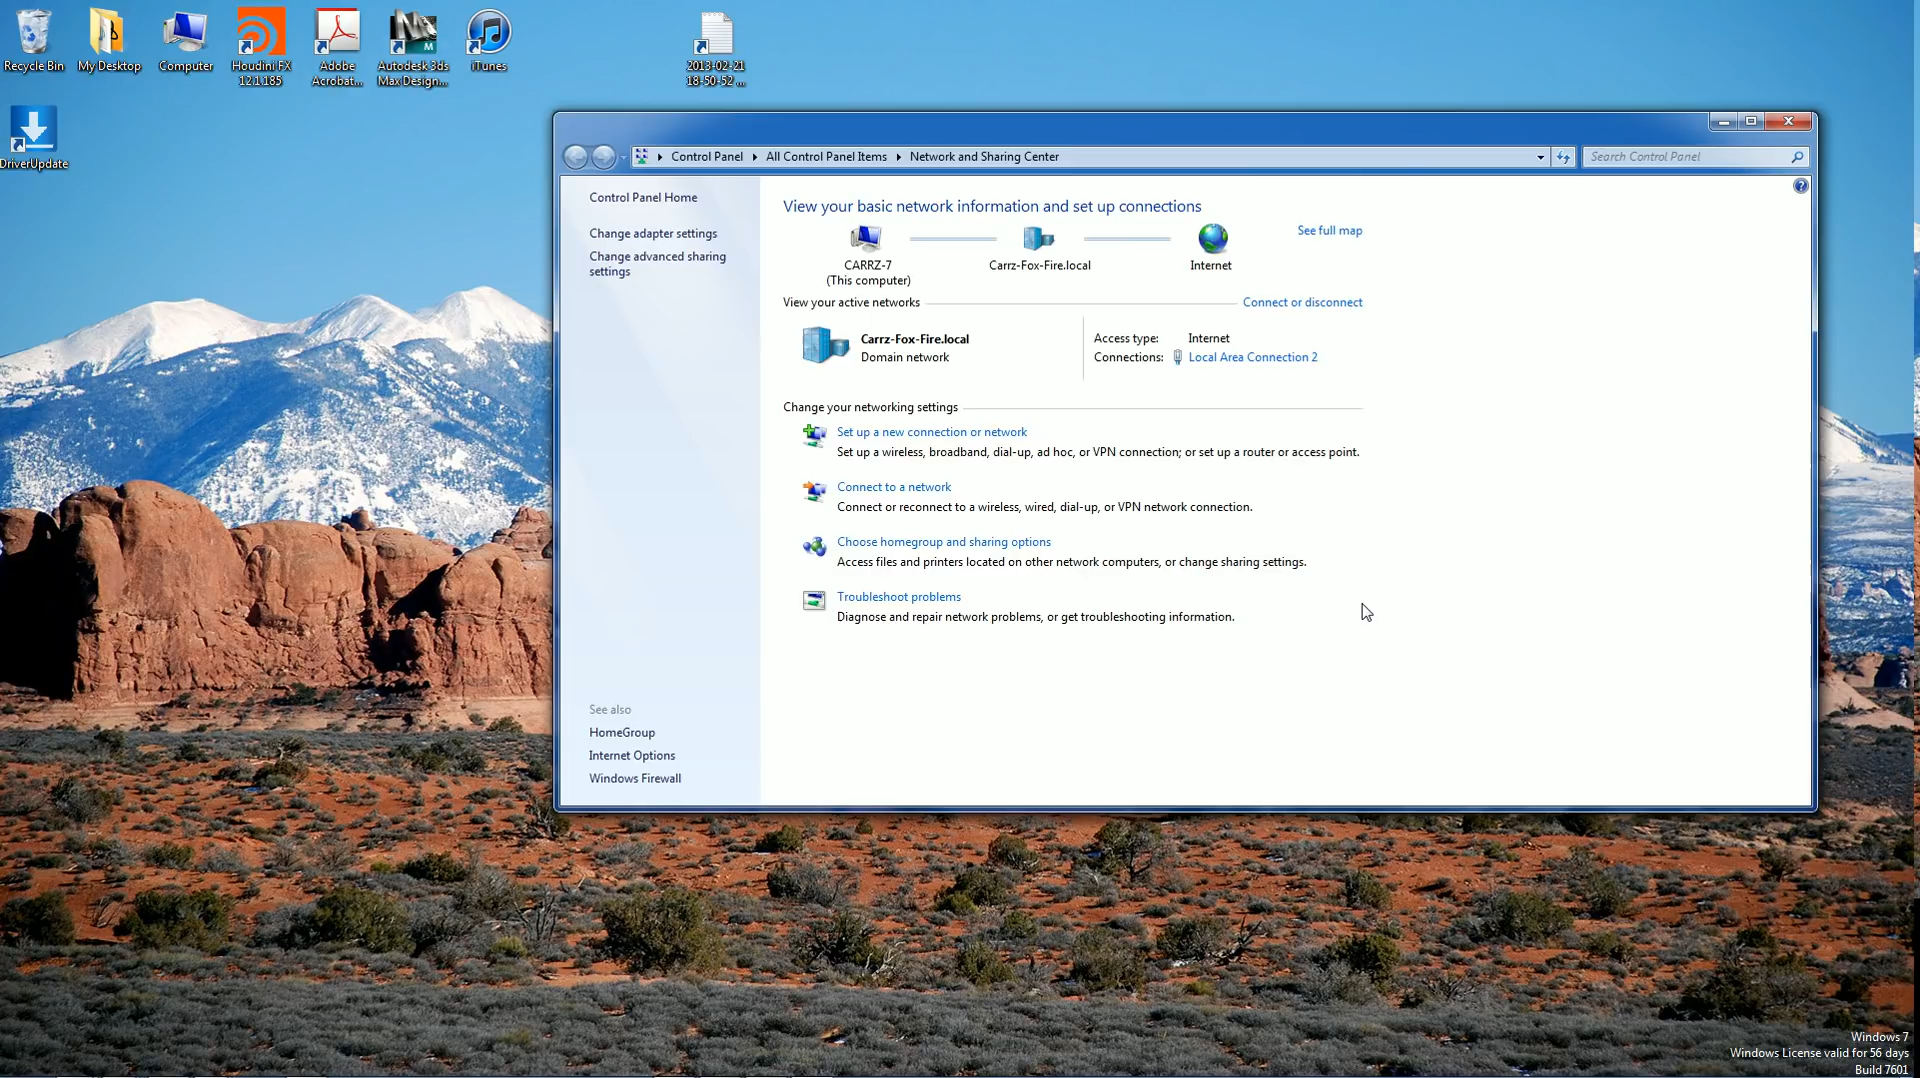 Recycle Bin
My Desktop
Computer
Houdini FX
12.1.185
Adobe
Acrobat...
Autodesk 3ds
Max Design...
iTunes
2013-02-21
18-50-52 ...
DriverUpdate
Control Panel
All Control Panel Items
Network and Sharing Center
Search Control Panel
Control Panel Home
Change adapter settings
Change advanced sharing
settings
See also
HomeGroup
Internet Options
Windows Firewall
View your basic network information and set up connections
CARRZ-7
(This computer)
Carrz-Fox-Fire.local
Internet
See full map
View your active networks
Connect or disconnect
Carrz-Fox-Fire.local
Domain network
Access type: Internet
Connections: Local Area Connection 2
Change your networking settings
Set up a new connection or network
Set up a wireless, broadband, dial-up, ad hoc, or VPN connection; or set up a router or access point.
Connect to a network
Connect or reconnect to a wireless, wired, dial-up, or VPN network connection.
Choose homegroup and sharing options
Access files and printers located on other network computers, or change sharing settings.
Troubleshoot problems
Diagnose and repair network problems, or get troubleshooting information.
Windows 7
Windows License valid for 56 days
Build 7601